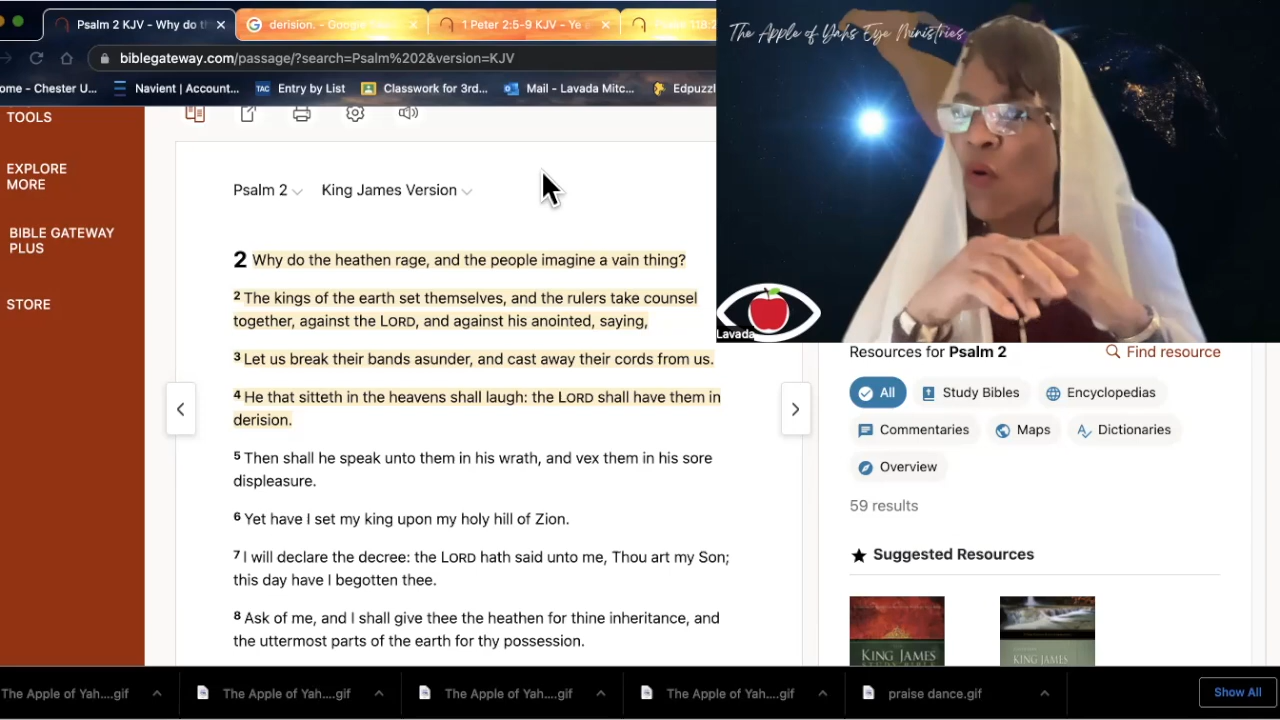 Psalm 2 KJV - Why do t
derision. - Google
1 Peter 2:5-9 KJV - Ye
biblegateway.com/passage/?search=Psalm%202&version=KJV
ome - Chester U...
Navient | Account...
TAC
Entry by List
Classwork for 3rd...
Mail - Lavada Mitc...
Edpuzzl
The Apple of Yahs Eye Ministries
Lavada
TOOLS
EXPLORE
MORE
BIBLE GATEWAY
PLUS
STORE
Psalm 2
King James Version
2 Why do the heathen rage, and the people imagine a vain thing?
2 The kings of the earth set themselves, and the rulers take counsel
together, against the LORD, and against his anointed, saying,
3 Let us break their bands asunder, and cast away their cords from us.
4 He that sitteth in the heavens shall laugh: the LORD shall have them in
derision.
5 Then shall he speak unto them in his wrath, and vex them in his sore
displeasure.
6 Yet have I set my king upon my holy hill of Zion.
7 I will declare the decree: the LORD hath said unto me, Thou art my Son;
this day have I begotten thee.
8 Ask of me, and I shall give thee the heathen for thine inheritance, and
the uttermost parts of the earth for thy possession.
Resources for Psalm 2
Find resource
All
Study Bibles
Encyclopedias
Commentaries
Maps
Dictionaries
Overview
59 results
Suggested Resources
KING JAMES
KING JAMES
The Apple of Yah....gif
The Apple of Yah....gif
The Apple of Yah....gif
The Apple of Yah....gif
praise dance.gif
Show All